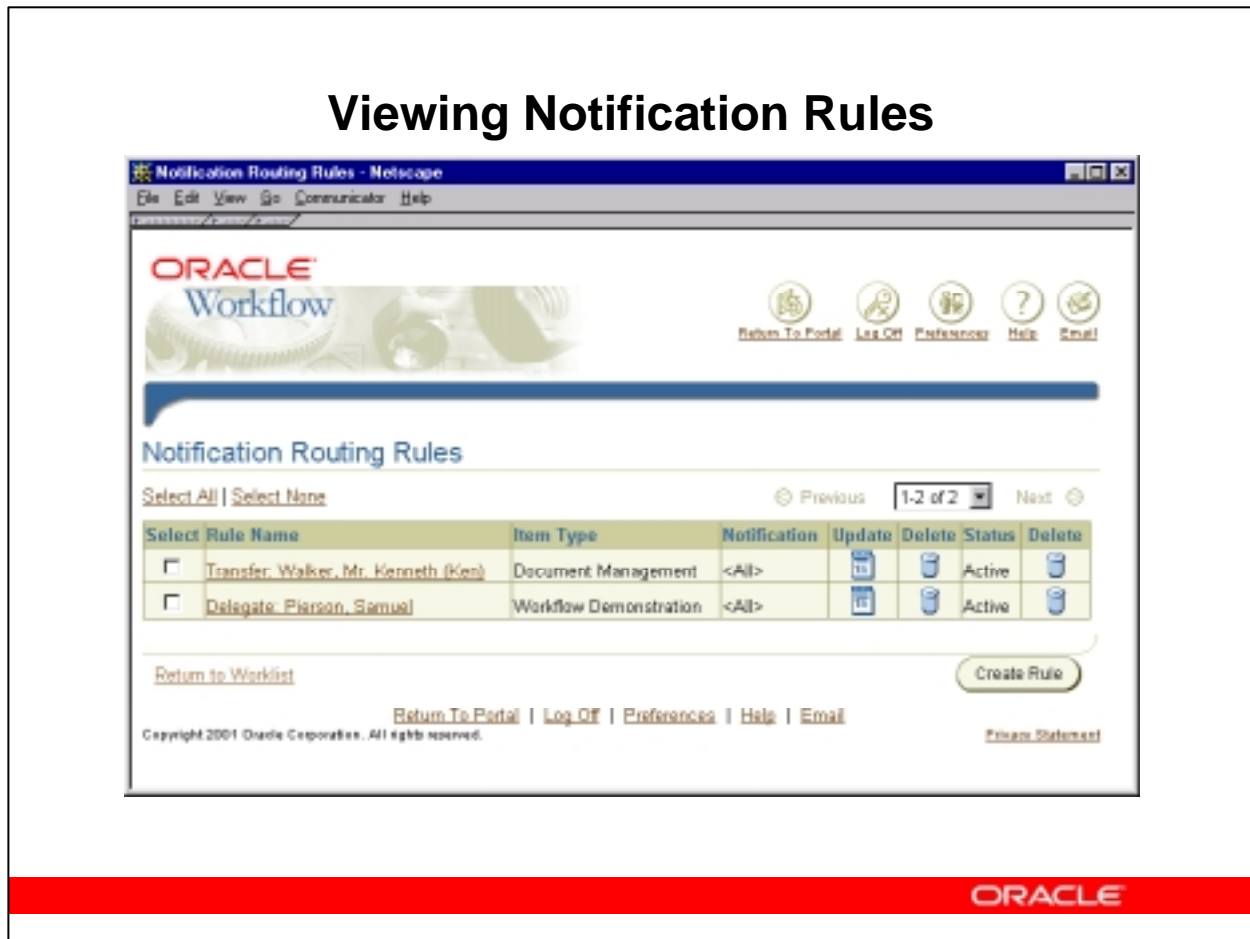 Viewing Notification Rules
Notification Routing Rules - Netscape
File Edit View Go Communicator Help
ORACLE
Workflow
Return To Portal Log Off Preferences Help Email
Notification Routing Rules
Select All | Select None Previous 1-2 of 2 Next
Select Rule Name Item Type Notification Update Delete Status Delete
Transfer: Walker, Mr. Kenneth (Ken) Document Management <All> Active
Delegate: Pierson, Samuel Workflow Demonstration <All> Active
Return to Worklist Create Rule
Return To Portal | Log Off | Preferences | Help | Email
Copyright 2001 Oracle Corporation. All rights reserved. Privacy Statement
ORACLE